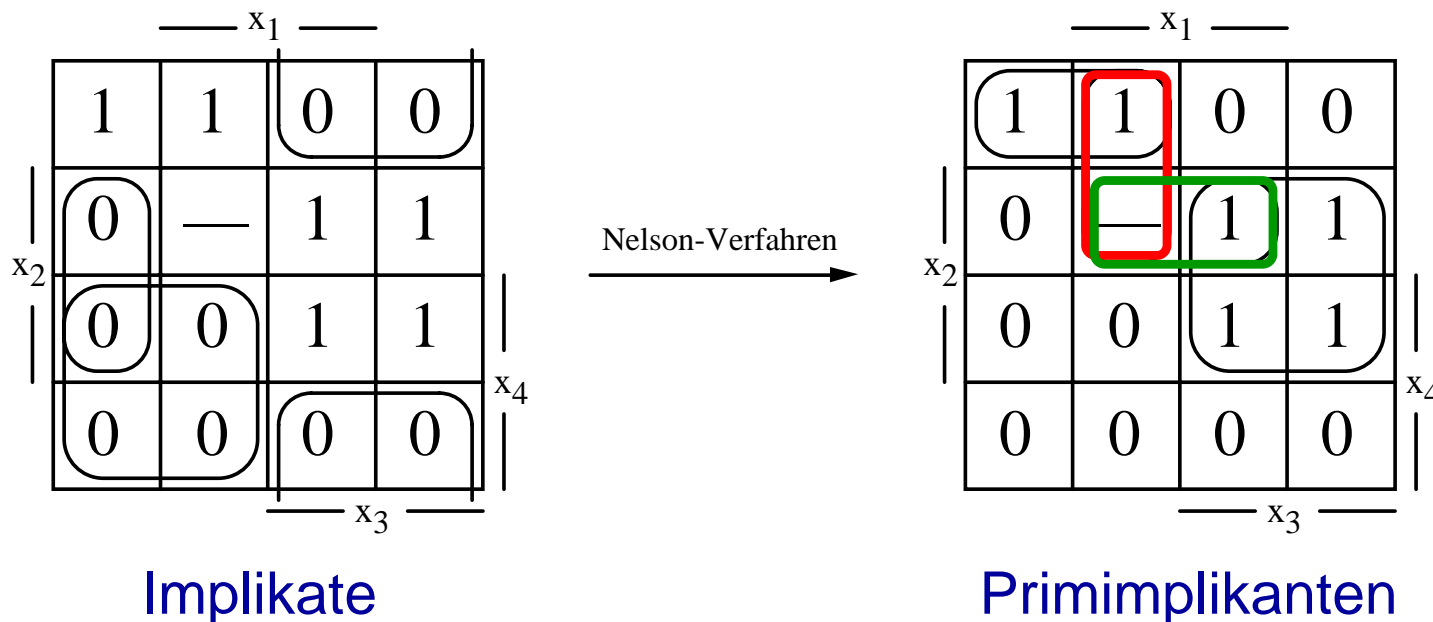 x1 x1
1 1 0 0 1 1 0 0
0 — 1 1 0 — 1 1
Nelson-Verfahren
x2 x2
0 0 1 1 0 0 1 1
x4 x4
0 0 0 0 0 0 0 0
x3 x3
Implikate Primimplikanten